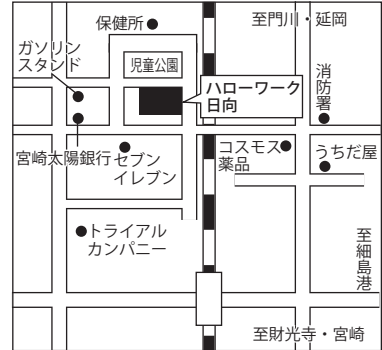 保健所
至門川・延岡
ガソリン
スタンド
児童公園
ハローワーク
日向
消防署
宮崎太陽銀行
セブン
イレブン
コスモス
薬品
うちだ屋
トライアル
カンパニー
至細島港
至財光寺・宮崎